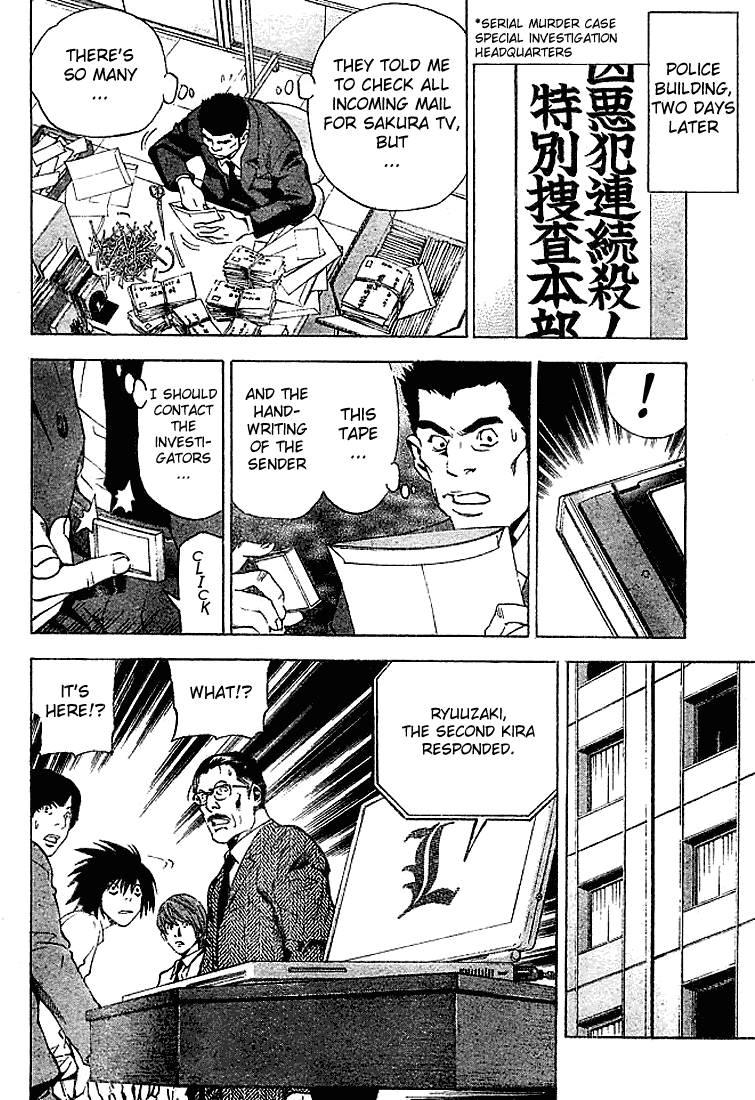 POLICE
BUILDING,
TWO DAYS
LATER
*SERIAL MURDER CASE
SPECIAL INVESTIGATION
HEADQUARTERS
凶悪犯連続殺人
特別捜査本部
THEY TOLD ME
TO CHECK ALL
INCOMING MAIL
FOR SAKURA TV,
BUT
...
THERE'S
SO MANY
...
!
THIS
TAPE
...
AND THE
HAND-
WRITING
OF THE
SENDER
I SHOULD
CONTACT
THE
INVESTI-
GATORS
...
CLICK
RYUUZAKI,
THE SECOND KIRA
RESPONDED.
L
WHAT!?
IT'S
HERE!?